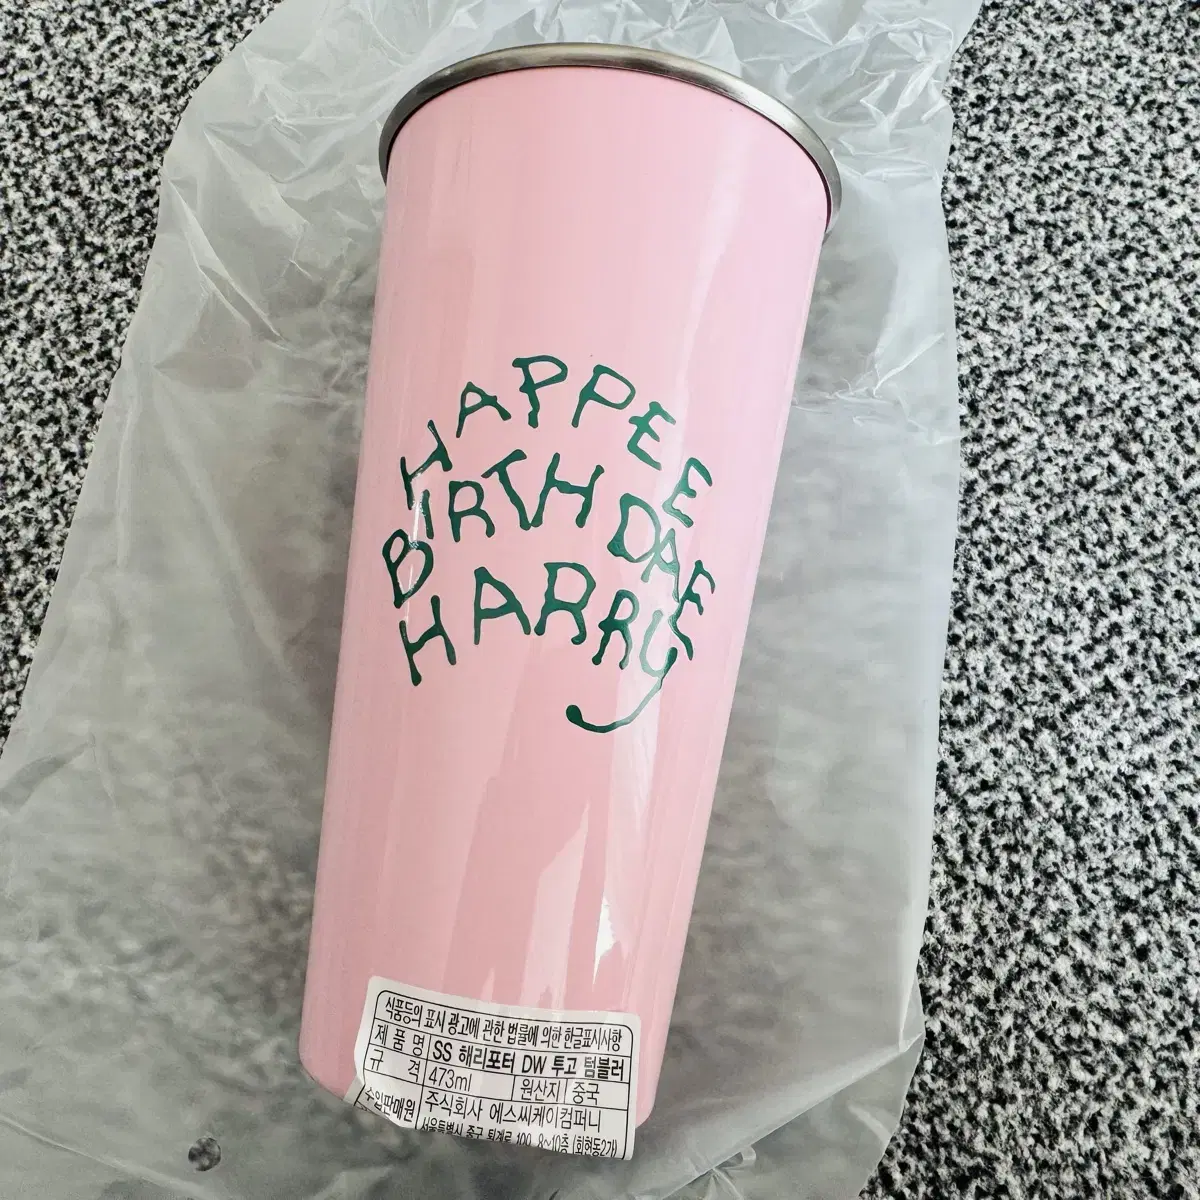 HAPPEE
BIRTHDAE
HARRY
식품등의 표시 광고에 관한 법률에 의한 한글표시사항
제 품 명 SS 해리포터 DW 투고 텀블러
규 격 473ml 원산지 중국
수입판매원 주식회사 에스씨케이컴퍼니
서울특별시 중구 퇴계로 100, 8~10층 (회현동2가)